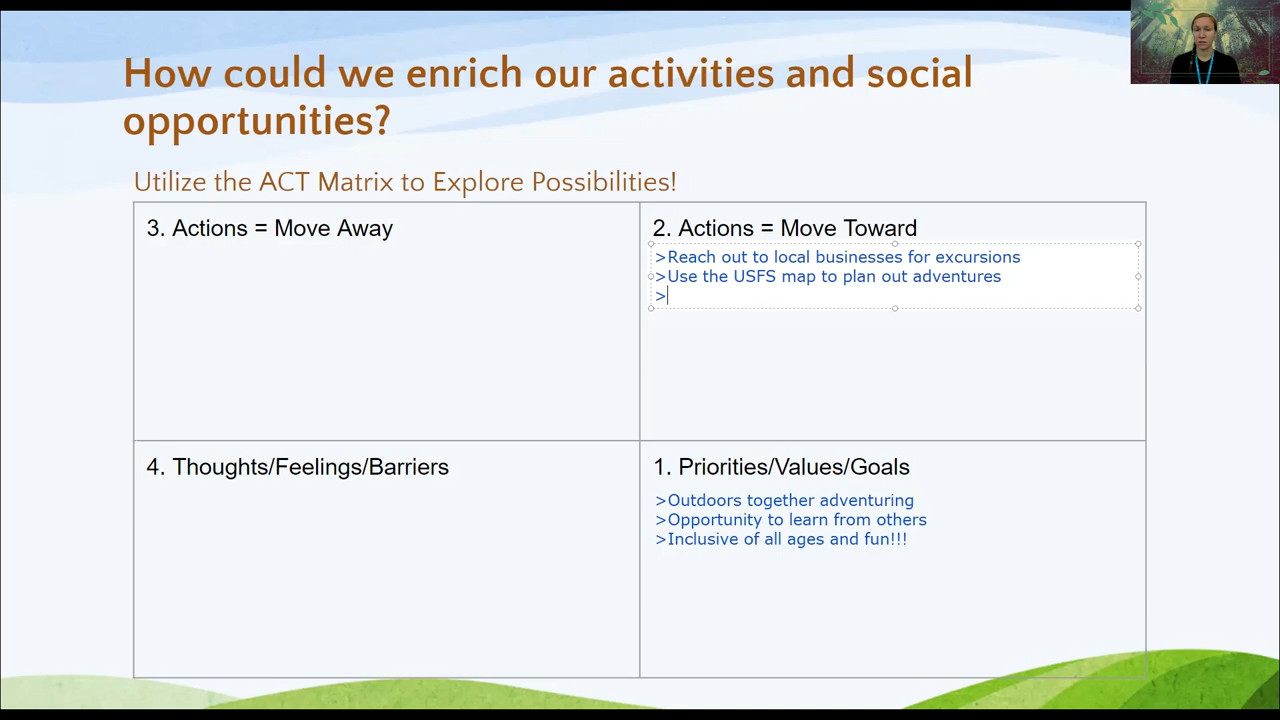 How could we enrich our activities and social
opportunities?
Utilize the ACT Matrix to Explore Possibilities!
3. Actions = Move Away
2. Actions = Move Toward
>Reach out to local businesses for excursions
>Use the USFS map to plan out adventures
>
4. Thoughts/Feelings/Barriers
1. Priorities/Values/Goals
>Outdoors together adventuring
>Opportunity to learn from others
>Inclusive of all ages and fun!!!